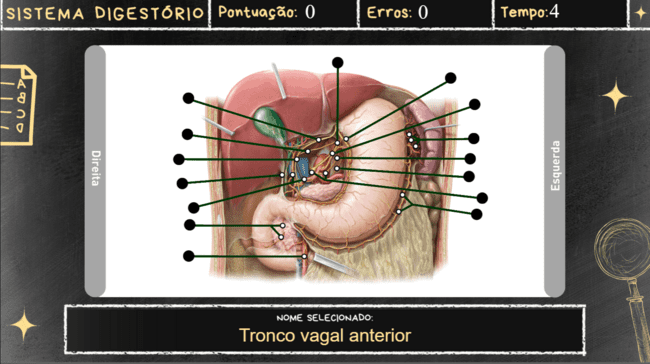 SISTEMA DIGESTÓRIO
Pontuação: 0
Erros: 0
Tempo:4
A
B
C
D
Direita
Esquerda
NOME SELECIONADO:
Tronco vagal anterior